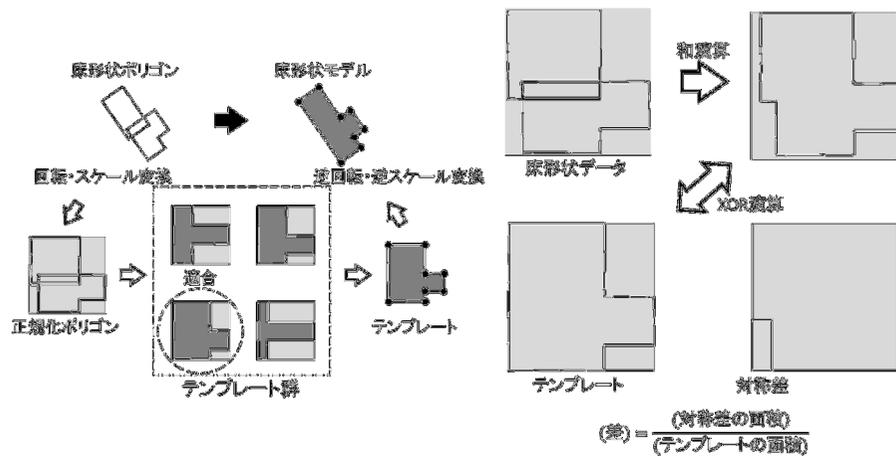 床形状ポリゴン
床形状モデル
回転・スケール変換
逆回転・逆スケール変換
適合
正規化ポリゴン
テンプレート
テンプレート群
和演算
床形状データ
XOR演算
テンプレート
対称差
(差) = (対称差の面積)
(テンプレートの面積)